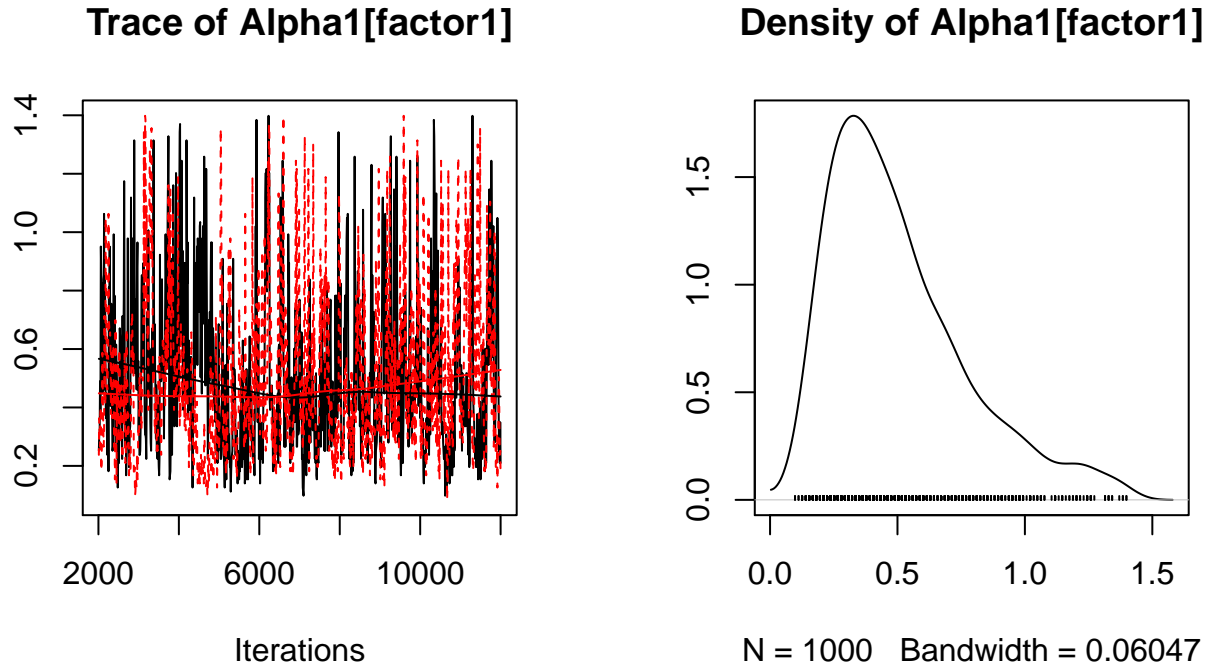 Trace of Alpha1[factor1]
1.4
1.0
0.6
0.2
2000 6000 10000
Iterations
Density of Alpha1[factor1]
1.5
1.0
0.5
0.0
0.0 0.5 1.0 1.5
N = 1000 Bandwidth = 0.06047